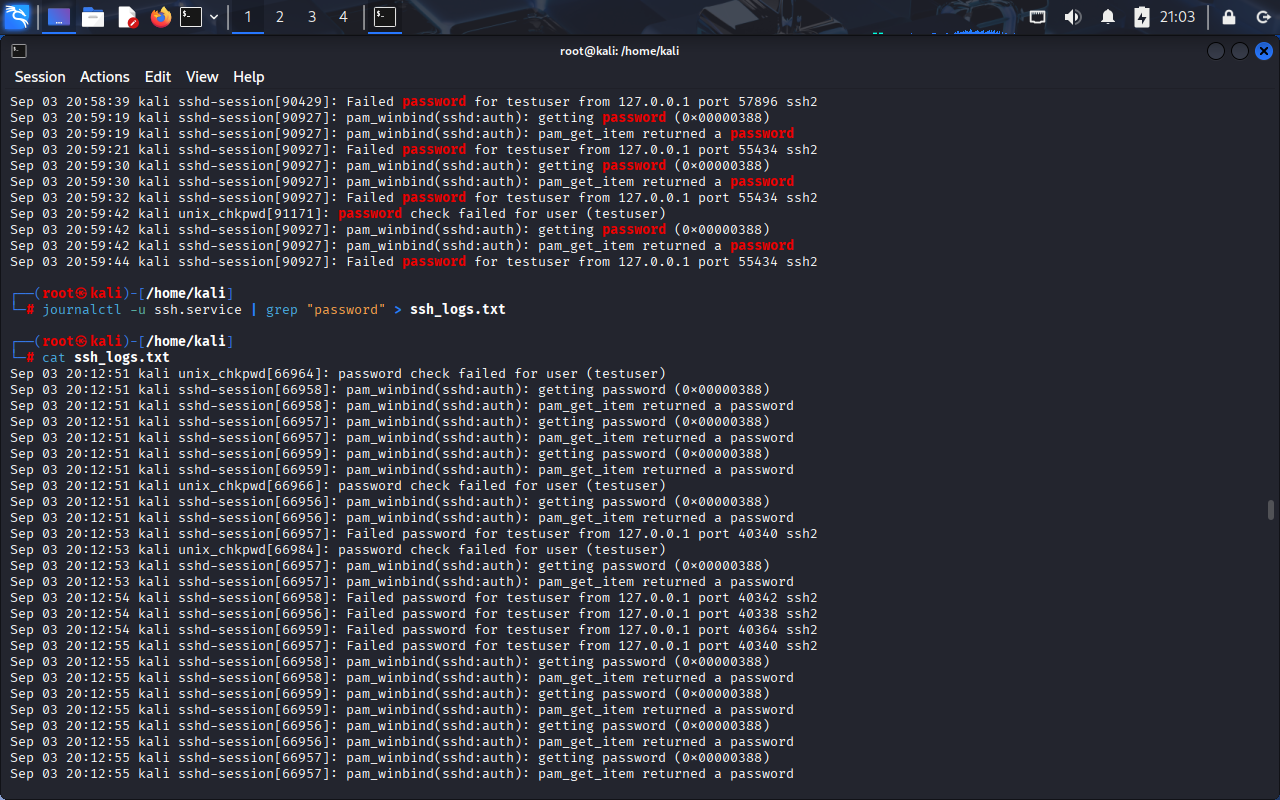 1 2 3 4 21:03
root@kali: /home/kali
Session Actions Edit View Help
Sep 03 20:58:39 kali sshd-session[90429]: Failed password for testuser from 127.0.0.1 port 57896 ssh2
Sep 03 20:59:19 kali sshd-session[90927]: pam_winbind(sshd:auth): getting password (0×00000388)
Sep 03 20:59:19 kali sshd-session[90927]: pam_winbind(sshd:auth): pam_get_item returned a password
Sep 03 20:59:21 kali sshd-session[90927]: Failed password for testuser from 127.0.0.1 port 55434 ssh2
Sep 03 20:59:30 kali sshd-session[90927]: pam_winbind(sshd:auth): getting password (0×00000388)
Sep 03 20:59:30 kali sshd-session[90927]: pam_winbind(sshd:auth): pam_get_item returned a password
Sep 03 20:59:32 kali sshd-session[90927]: Failed password for testuser from 127.0.0.1 port 55434 ssh2
Sep 03 20:59:42 kali unix_chkpwd[91171]: password check failed for user (testuser)
Sep 03 20:59:42 kali sshd-session[90927]: pam_winbind(sshd:auth): getting password (0×00000388)
Sep 03 20:59:42 kali sshd-session[90927]: pam_winbind(sshd:auth): pam_get_item returned a password
Sep 03 20:59:44 kali sshd-session[90927]: Failed password for testuser from 127.0.0.1 port 55434 ssh2
┌──(root㉿kali)-[/home/kali]
└─# journalctl -u ssh.service | grep "password" > ssh_logs.txt
┌──(root㉿kali)-[/home/kali]
└─# cat ssh_logs.txt
Sep 03 20:12:51 kali unix_chkpwd[66964]: password check failed for user (testuser)
Sep 03 20:12:51 kali sshd-session[66958]: pam_winbind(sshd:auth): getting password (0×00000388)
Sep 03 20:12:51 kali sshd-session[66958]: pam_winbind(sshd:auth): pam_get_item returned a password
Sep 03 20:12:51 kali sshd-session[66957]: pam_winbind(sshd:auth): getting password (0×00000388)
Sep 03 20:12:51 kali sshd-session[66957]: pam_winbind(sshd:auth): pam_get_item returned a password
Sep 03 20:12:51 kali sshd-session[66959]: pam_winbind(sshd:auth): getting password (0×00000388)
Sep 03 20:12:51 kali sshd-session[66959]: pam_winbind(sshd:auth): pam_get_item returned a password
Sep 03 20:12:51 kali unix_chkpwd[66966]: password check failed for user (testuser)
Sep 03 20:12:51 kali sshd-session[66956]: pam_winbind(sshd:auth): getting password (0×00000388)
Sep 03 20:12:51 kali sshd-session[66956]: pam_winbind(sshd:auth): pam_get_item returned a password
Sep 03 20:12:53 kali sshd-session[66957]: Failed password for testuser from 127.0.0.1 port 40340 ssh2
Sep 03 20:12:53 kali unix_chkpwd[66984]: password check failed for user (testuser)
Sep 03 20:12:53 kali sshd-session[66957]: pam_winbind(sshd:auth): getting password (0×00000388)
Sep 03 20:12:53 kali sshd-session[66957]: pam_winbind(sshd:auth): pam_get_item returned a password
Sep 03 20:12:54 kali sshd-session[66958]: Failed password for testuser from 127.0.0.1 port 40342 ssh2
Sep 03 20:12:54 kali sshd-session[66956]: Failed password for testuser from 127.0.0.1 port 40338 ssh2
Sep 03 20:12:54 kali sshd-session[66959]: Failed password for testuser from 127.0.0.1 port 40364 ssh2
Sep 03 20:12:55 kali sshd-session[66957]: Failed password for testuser from 127.0.0.1 port 40340 ssh2
Sep 03 20:12:55 kali sshd-session[66958]: pam_winbind(sshd:auth): getting password (0×00000388)
Sep 03 20:12:55 kali sshd-session[66958]: pam_winbind(sshd:auth): pam_get_item returned a password
Sep 03 20:12:55 kali sshd-session[66959]: pam_winbind(sshd:auth): getting password (0×00000388)
Sep 03 20:12:55 kali sshd-session[66959]: pam_winbind(sshd:auth): pam_get_item returned a password
Sep 03 20:12:55 kali sshd-session[66956]: pam_winbind(sshd:auth): getting password (0×00000388)
Sep 03 20:12:55 kali sshd-session[66956]: pam_winbind(sshd:auth): pam_get_item returned a password
Sep 03 20:12:55 kali sshd-session[66957]: pam_winbind(sshd:auth): getting password (0×00000388)
Sep 03 20:12:55 kali sshd-session[66957]: pam_winbind(sshd:auth): pam_get_item returned a password